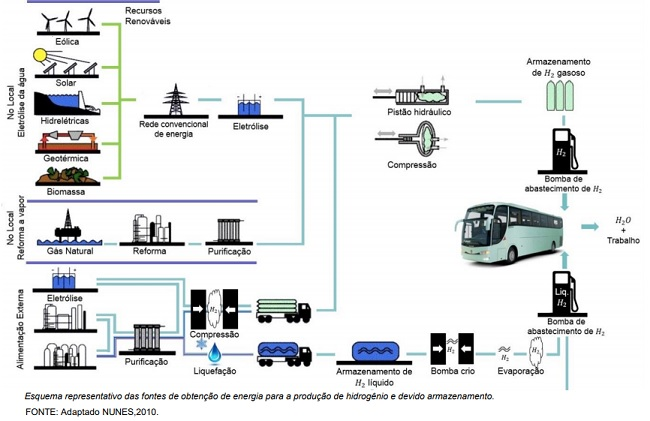 Recursos
Renováveis
Eólica
Solar
Hidrelétricas
Geotérmica
Biomassa
No Local
Eletrólise da água
Rede convencional
de energia
Eletrólise
Pistão hidráulico
Compressão
Armazenamento
de H₂ gasoso
H₂
Bomba de
abastecimento de H₂
No Local
Reforma a vapor
Gás Natural
Reforma
Purificação
H₂O
+
Trabalho
Alimentação Externa
Eletrólise
Purificação
H₂
Compressão
Liquefação
Armazenamento de
H₂ líquido
H₂
Bomba crio
H₂
Evaporação
Liq.
H₂
Bomba de
abastecimento de H₂
Esquema representativo das fontes de obtenção de energia para a produção de hidrogênio e devido armazenamento.
FONTE: Adaptado NUNES,2010.